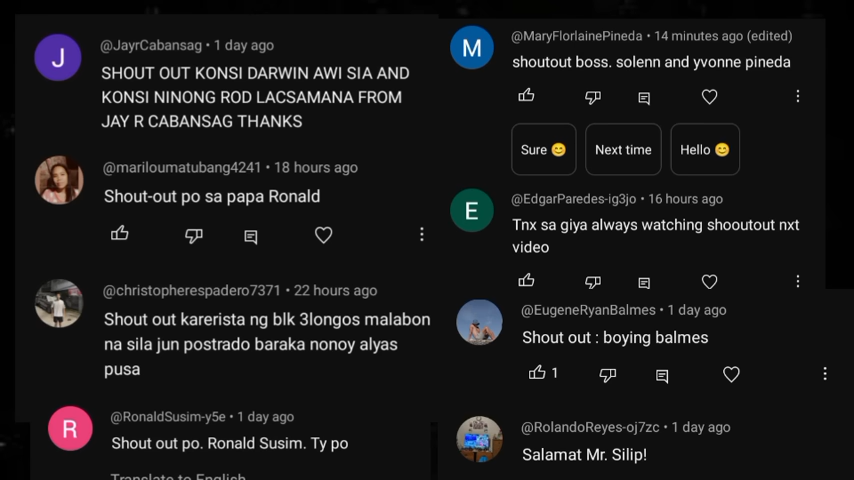 J
@JayrCabansag • 1 day ago
SHOUT OUT KONSI DARWIN AWI SIA AND
KONSI NINONG ROD LACSAMANA FROM
JAY R CABANSAG THANKS
@mariloumatubang4241 • 18 hours ago
Shout-out po sa papa Ronald
@christopherespadero7371 • 22 hours ago
Shout out karerista ng blk 3longos malabon
na sila jun postrado baraka nonoy alyas
pusa
R
@RonaldSusim-y5e • 1 day ago
Shout out po. Ronald Susim. Ty po
Translate to English
M
@MaryFlorlainePineda • 14 minutes ago (edited)
shoutout boss. solenn and yvonne pineda
Sure 😊 Next time Hello 😊
E
@EdgarParedes-ig3jo • 16 hours ago
Tnx sa giya always watching shooutout nxt
video
@EugeneRyanBalmes • 1 day ago
Shout out : boying balmes
1
@RolandoReyes-oj7zc • 1 day ago
Salamat Mr. Silip!